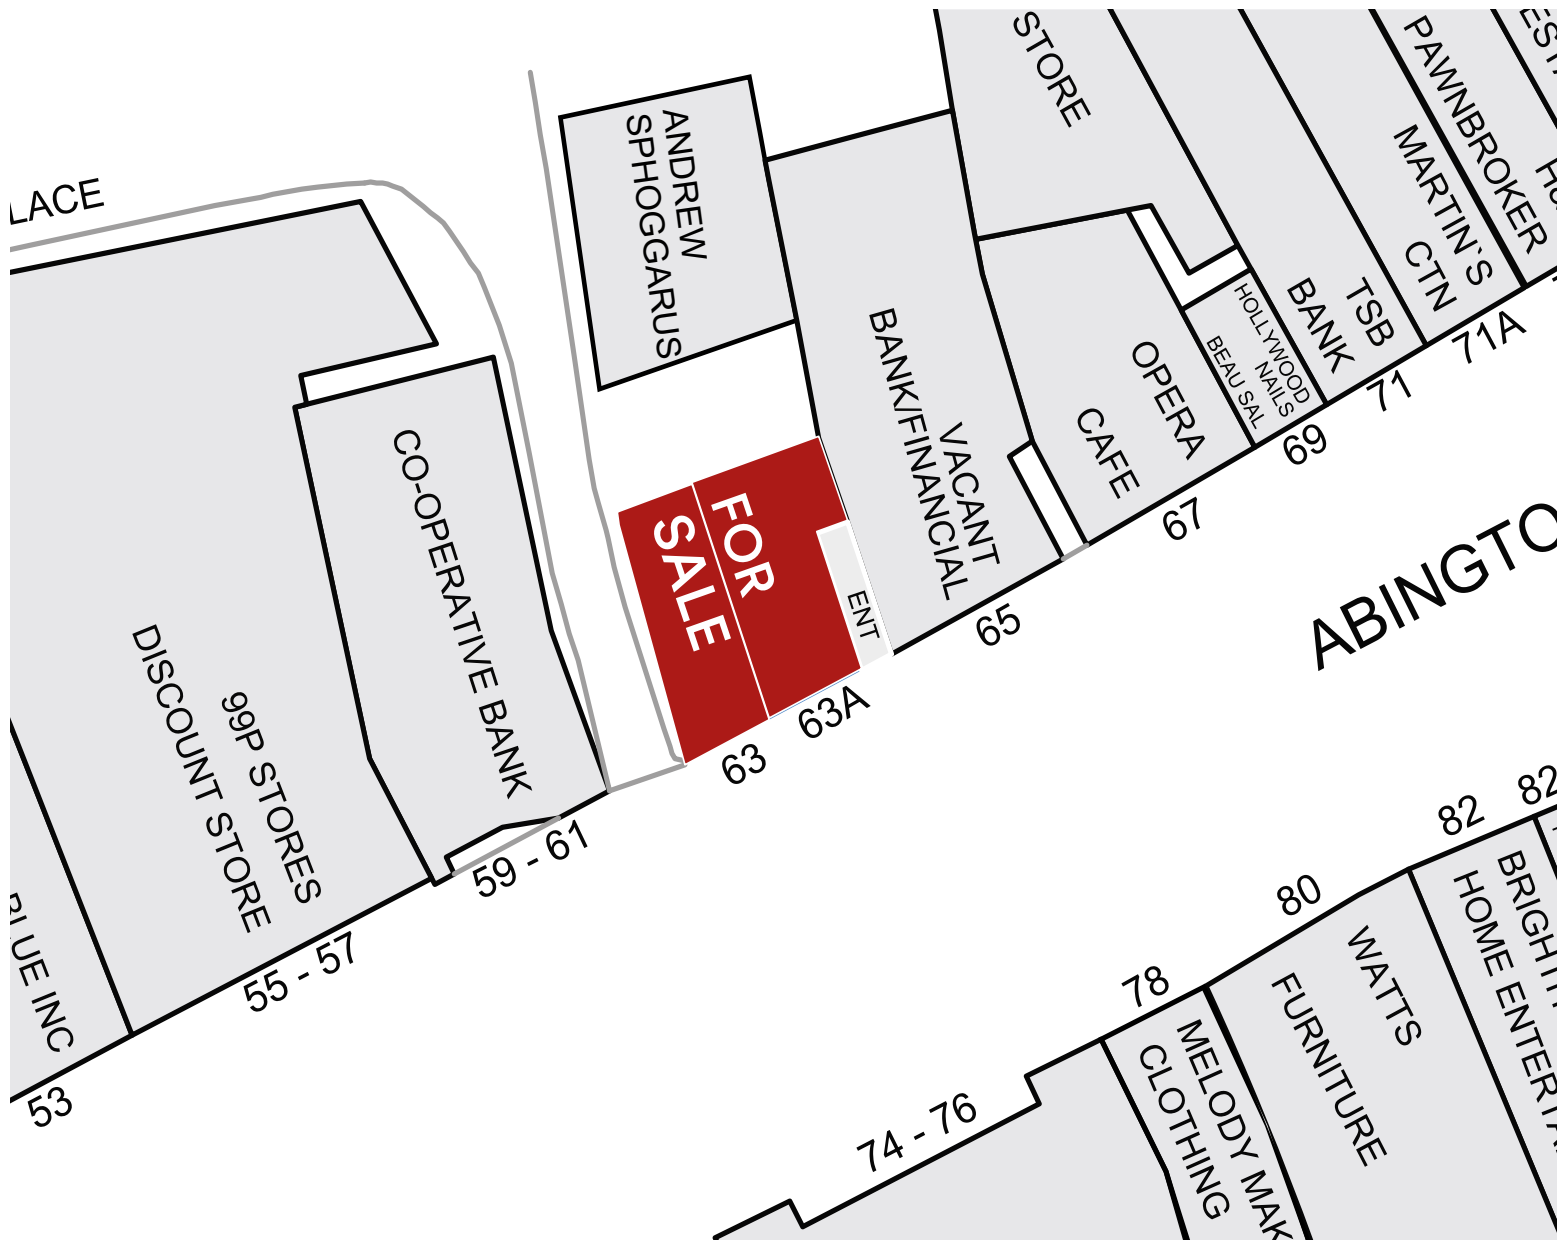 LACE
ANDREW
SPHOGGARUS
STORE
PAWNBROKER
MARTIN`S
CTN
TSB
BANK
HOLLYWOOD
NAILS
BEAU SAL
OPERA
CAFE
VACANT
BANK/FINANCIAL
FOR
SALE
ENT
CO-OPERATIVE BANK
99P STORES
DISCOUNT STORE
BLUE INC
53
55 - 57
59 - 61
63
63A
65
67
69
71
71A
ABINGTO
74 - 76
78
80
82
82
MELODY MAK
CLOTHING
WATTS
FURNITURE
BRIGHT
HOME ENTERTA